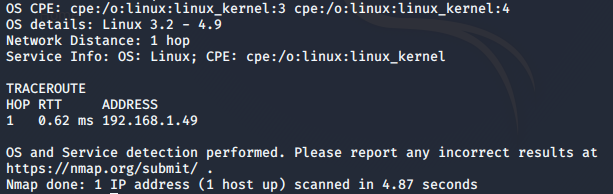 OS CPE: cpe:/o:linux:linux_kernel:3 cpe:/o:linux:linux_kernel:4
OS details: Linux 3.2 - 4.9
Network Distance: 1 hop
Service Info: OS: Linux; CPE: cpe:/o:linux:linux_kernel
TRACEROUTE
HOP RTT     ADDRESS
1   0.62 ms 192.168.1.49
OS and Service detection performed. Please report any incorrect results at
https://nmap.org/submit/ .
Nmap done: 1 IP address (1 host up) scanned in 4.87 seconds